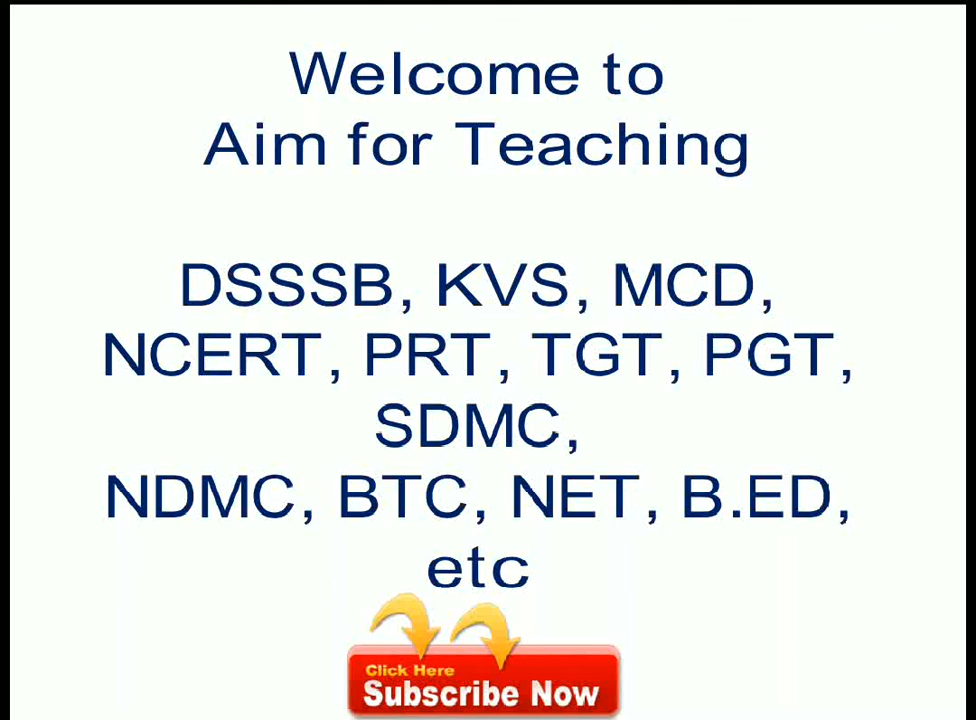 Welcome to
Aim for Teaching
DSSSB, KVS, MCD,
NCERT, PRT, TGT, PGT,
SDMC,
NDMC, BTC, NET, B.ED,
etc
Click Here
Subscribe Now